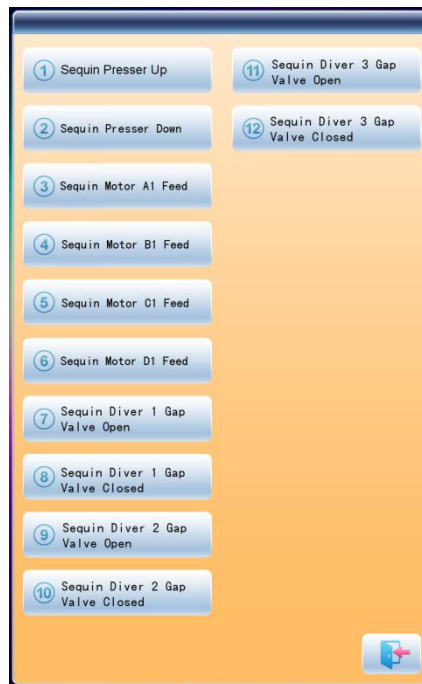 1 Sequin Presser Up
2 Sequin Presser Down
3 Sequin Motor A1 Feed
4 Sequin Motor B1 Feed
5 Sequin Motor C1 Feed
6 Sequin Motor D1 Feed
7 Sequin Diver 1 Gap
Valve Open
8 Sequin Diver 1 Gap
Valve Closed
9 Sequin Diver 2 Gap
Valve Open
10 Sequin Diver 2 Gap
Valve Closed
11 Sequin Diver 3 Gap
Valve Open
12 Sequin Diver 3 Gap
Valve Closed